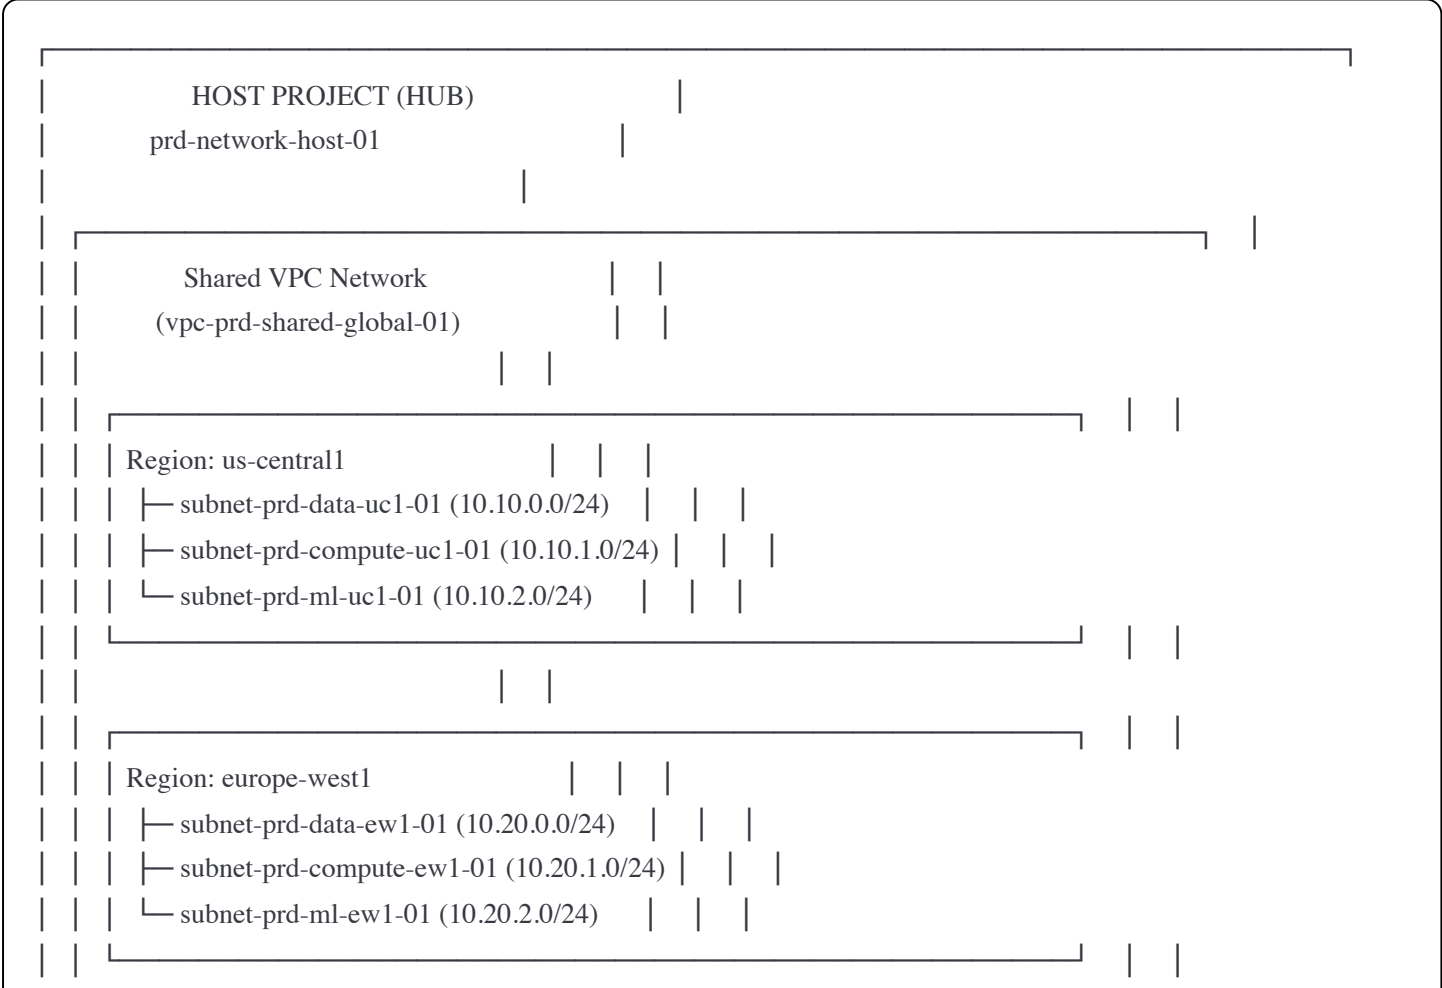 HOST PROJECT (HUB)
prd-network-host-01
Shared VPC Network
(vpc-prd-shared-global-01)
Region: us-central1
├─ subnet-prd-data-uc1-01 (10.10.0.0/24)
├─ subnet-prd-compute-uc1-01 (10.10.1.0/24)
└─ subnet-prd-ml-uc1-01 (10.10.2.0/24)
Region: europe-west1
├─ subnet-prd-data-ew1-01 (10.20.0.0/24)
├─ subnet-prd-compute-ew1-01 (10.20.1.0/24)
└─ subnet-prd-ml-ew1-01 (10.20.2.0/24)